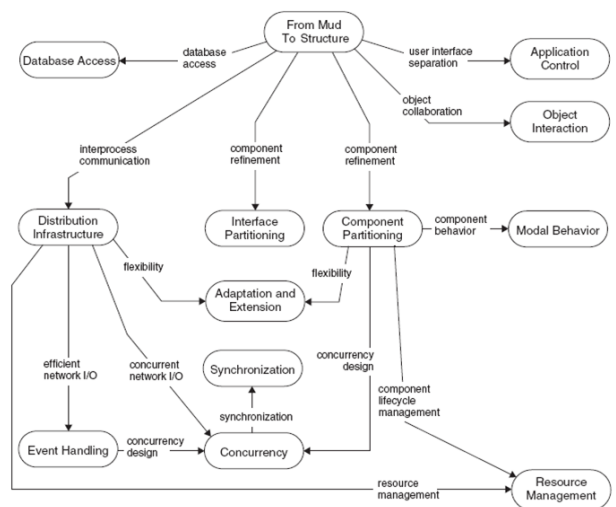 From Mud
To Structure
Database Access
database
access
user interface
separation
Application
Control
object
collaboration
Object
Interaction
interprocess
communication
component
refinement
component
refinement
Distribution
Infrastructure
Interface
Partitioning
Component
Partitioning
component
behavior
Modal Behavior
flexibility
flexibility
Adaptation and
Extension
efficient
network I/O
concurrent
network I/O
Synchronization
concurrency
design
synchronization
component
lifecycle
management
Event Handling
concurrency
design
Concurrency
resource
management
Resource
Management